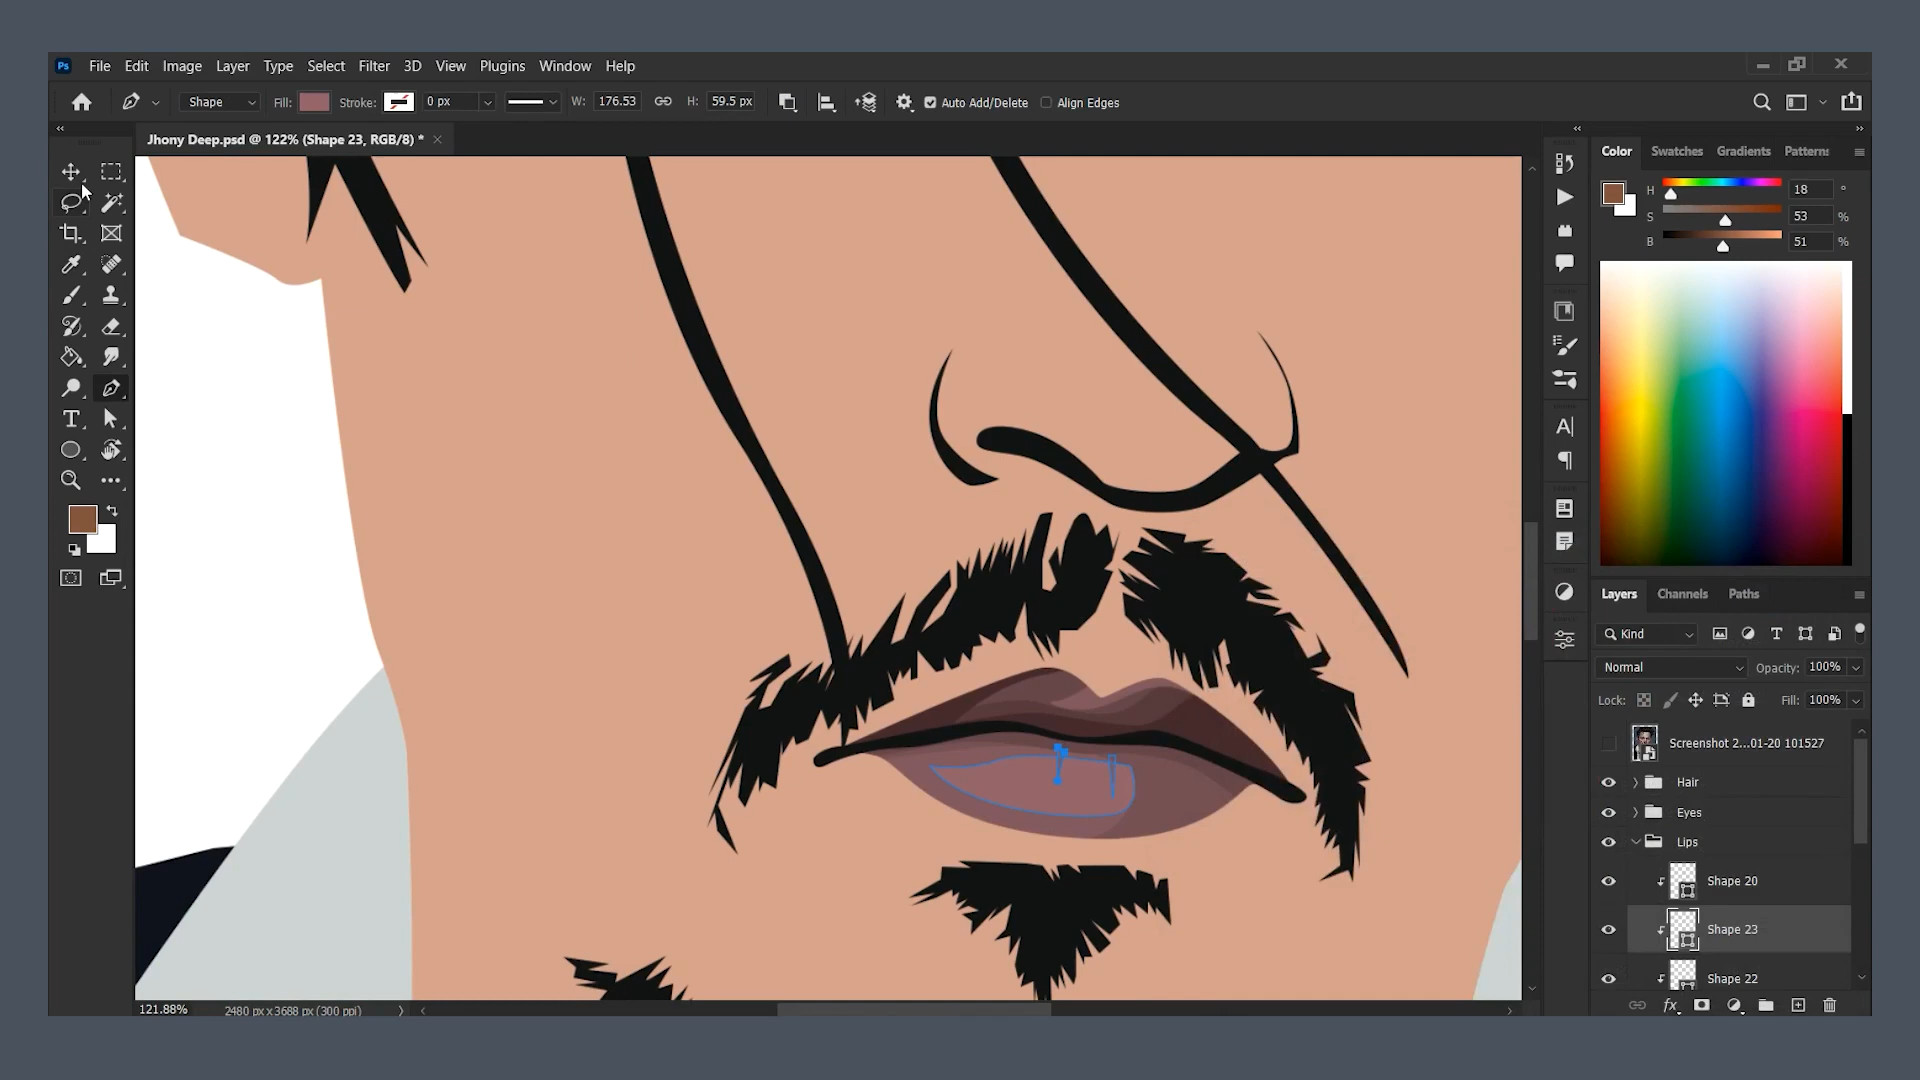 Ps File Edit Image Layer Type Select Filter 3D View Plugins Window Help
Shape Fill: Stroke: 0 px W: 176.53 H: 59.5 px Auto Add/Delete Align Edges
Jhony Deep.psd @ 122% (Shape 23, RGB/8) *
Color Swatches Gradients Patterns
H 18 °
S 53 %
B 51 %
Layers Channels Paths
Kind
Normal Opacity: 100%
Lock: Fill: 100%
Screenshot 2...01-20 101527
Hair
Eyes
Lips
Shape 20
Shape 23
Shape 22
fx
121.88% 2480 px x 3688 px (300 ppi)